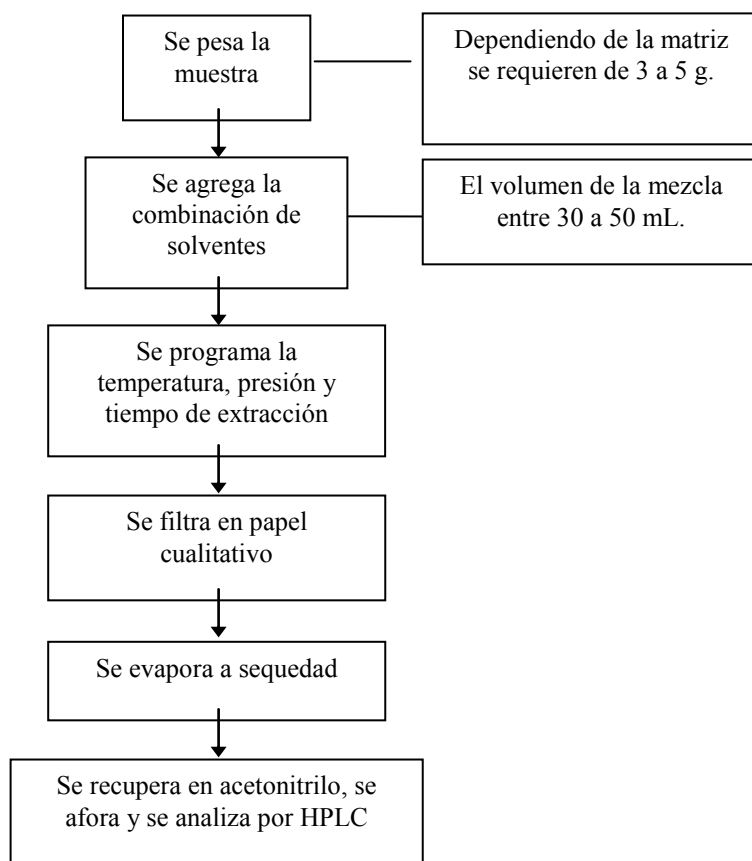 Se pesa la
muestra
Dependiendo de la matriz
se requieren de 3 a 5 g.
Se agrega la
combinación de
solventes
El volumen de la mezcla
entre 30 a 50 mL.
Se programa la
temperatura, presión y
tiempo de extracción
Se filtra en papel
cualitativo
Se evapora a sequedad
Se recupera en acetonitrilo, se
afora y se analiza por HPLC